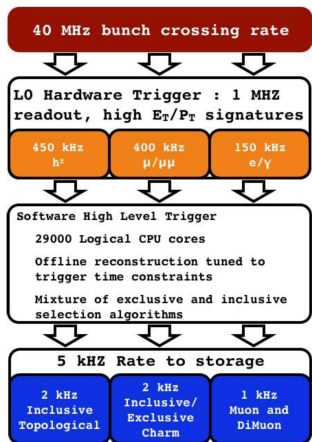 40 MHz bunch crossing rate
L0 Hardware Trigger : 1 MHz
readout, high E_T/P_T signatures
450 kHz
h±
400 kHz
μ/μμ
150 kHz
e/γ
Software High Level Trigger
29000 Logical CPU cores
Offline reconstruction tuned to
trigger time constraints
Mixture of exclusive and inclusive
selection algorithms
5 kHZ Rate to storage
2 kHz
Inclusive
Topological
2 kHz
Inclusive/
Exclusive
Charm
1 kHz
Muon and
DiMuon